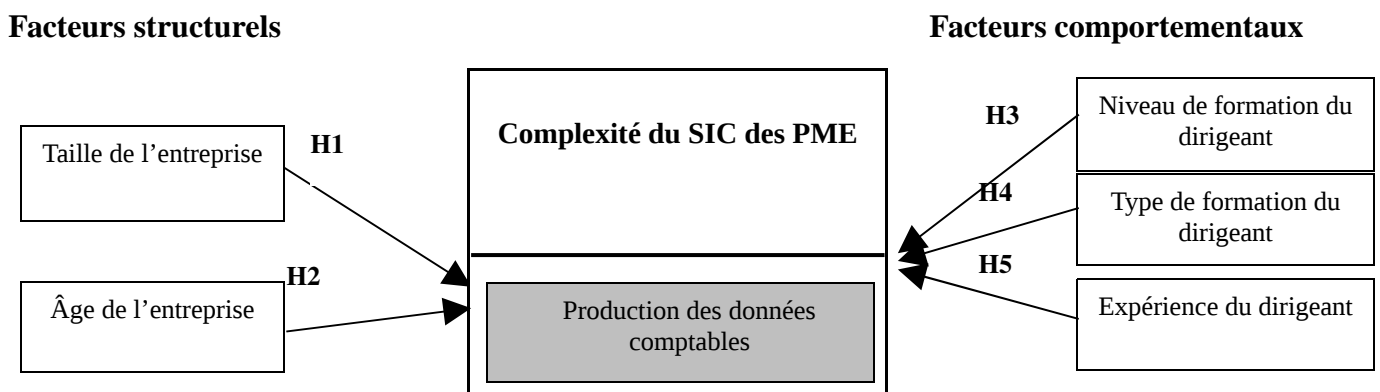 Facteurs structurels
Facteurs comportementaux
Taille de l’entreprise
H1
Âge de l’entreprise
H2
Complexité du SIC des PME
Production des données
comptables
H3
Niveau de formation du
dirigeant
H4
Type de formation du
dirigeant
H5
Expérience du dirigeant